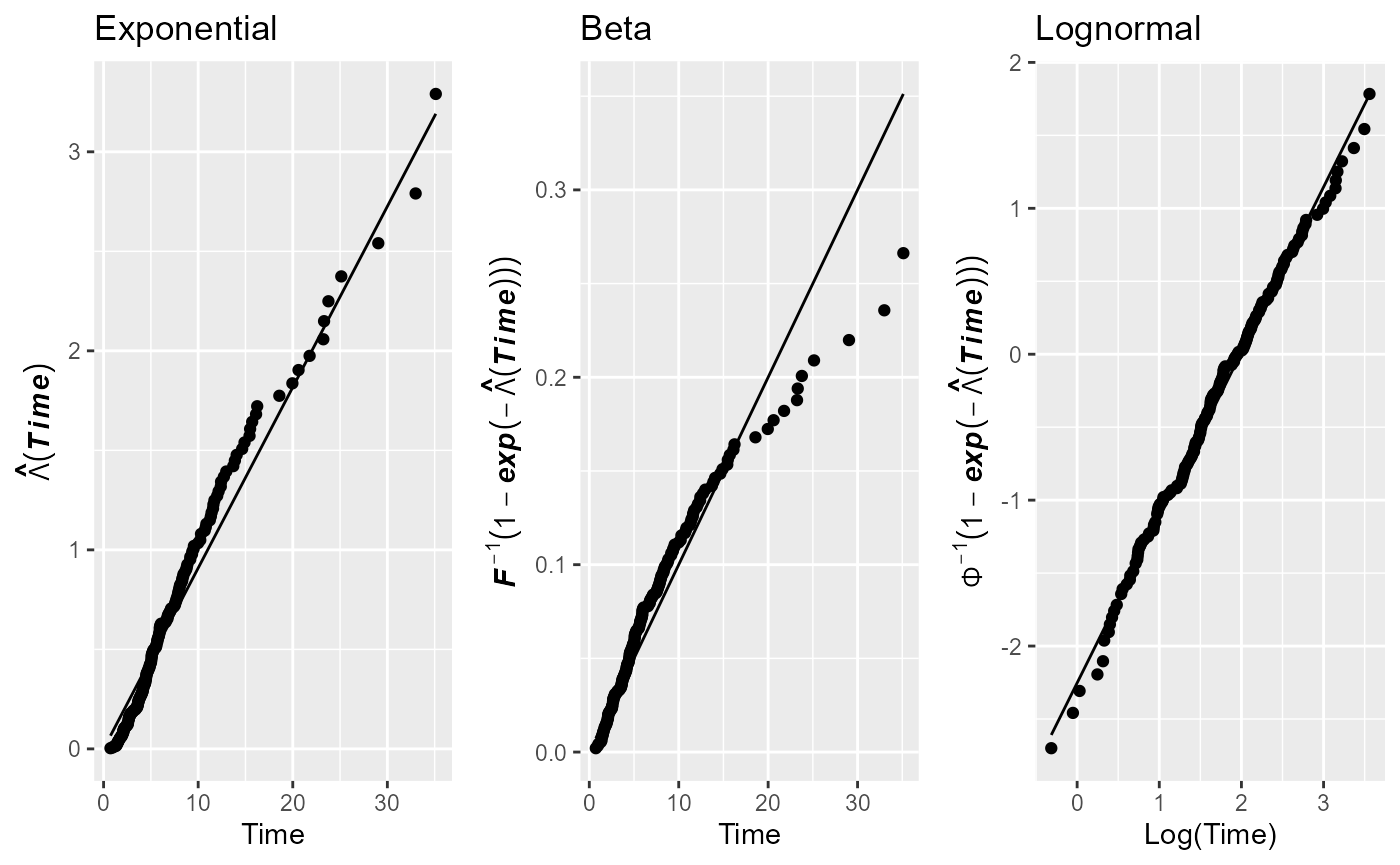 Exponential
Λ̂(Time)
3
2
1
0
0 10 20 30
Time
Beta
F⁻¹(1 − exp(− Λ̂(Time)))
0.3
0.2
0.1
0.0
0 10 20 30
Time
Lognormal
Φ⁻¹(1 − exp(− Λ̂(Time)))
2
1
0
-1
-2
0 1 2 3
Log(Time)